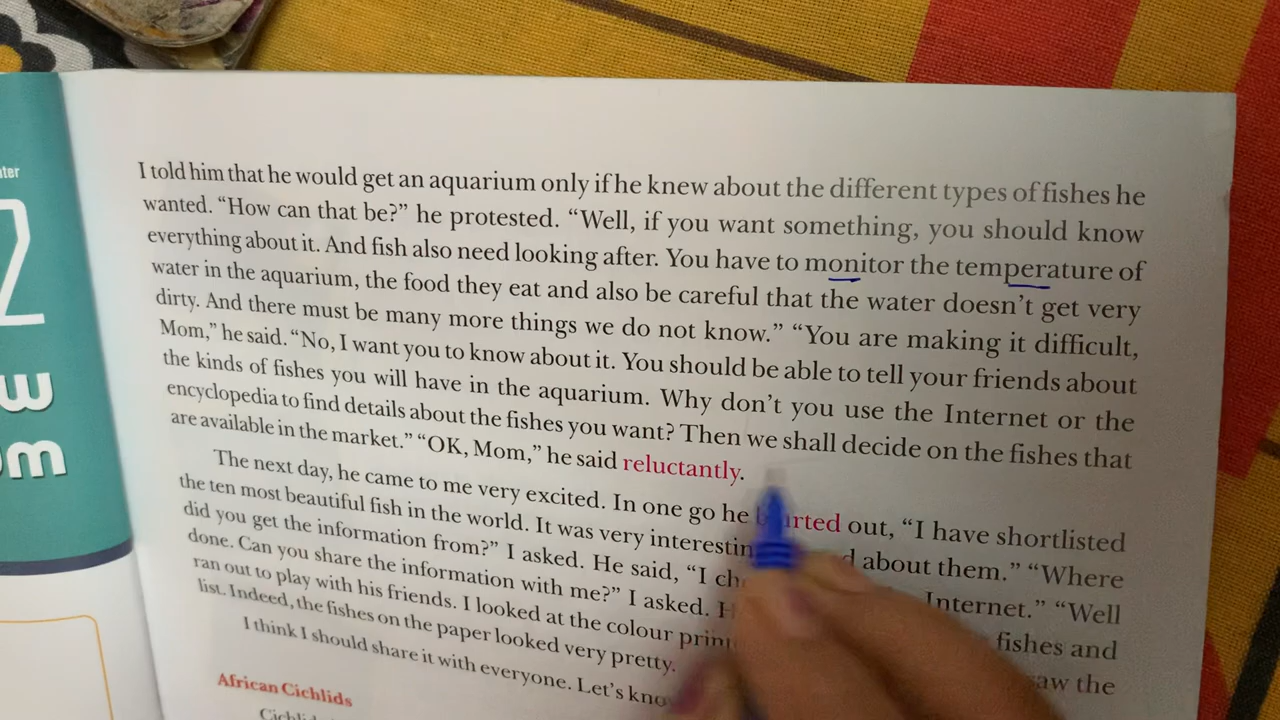 ter
2
w
m
I told him that he would get an aquarium only if he knew about the different types of fishes he
wanted. “How can that be?” he protested. “Well, if you want something, you should know
everything about it. And fish also need looking after. You have to monitor the temperature of
water in the aquarium, the food they eat and also be careful that the water doesn’t get very
dirty. And there must be many more things we do not know.” “You are making it difficult,
Mom,” he said. “No, I want you to know about it. You should be able to tell your friends about
the kinds of fishes you will have in the aquarium. Why don’t you use the Internet or the
encyclopedia to find details about the fishes you want? Then we shall decide on the fishes that
are available in the market.” “OK, Mom,” he said reluctantly.
The next day, he came to me very excited. In one go he out, “I have shortlisted
the ten most beautiful fish in the world. It was very about them.” “Where
did you get the information from?” I asked. He said, “I Internet.” “Well
done. Can you share the information with me?” I asked. fishes and
ran out to play with his friends. I looked at the colour saw the
list. Indeed, the fishes on the paper looked very pretty.
I think I should share it with everyone. Let’s
African Cichlids